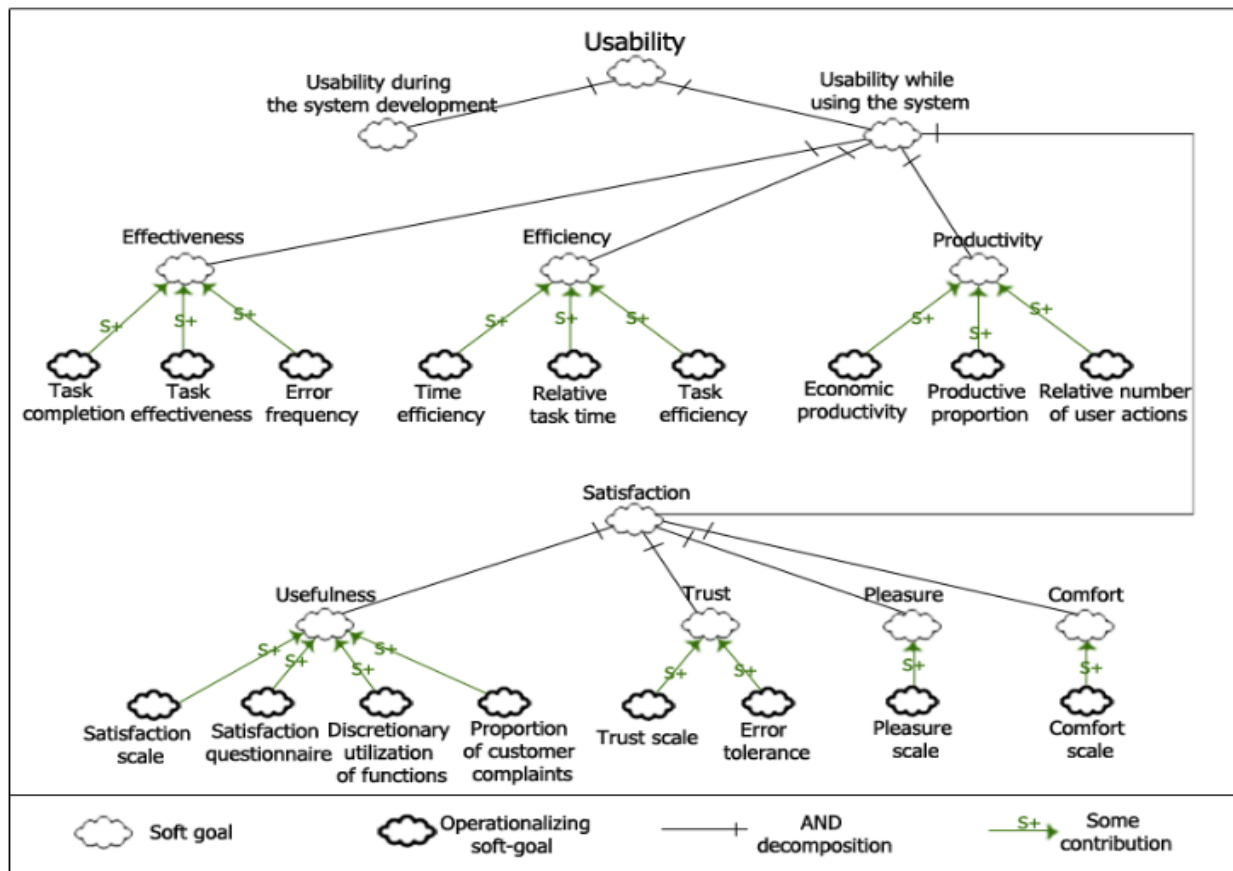 Usability
Usability during
the system development
Usability while
using the system
Effectiveness
Efficiency
Productivity
S+
S+
S+
S+
S+
S+
S+
S+
S+
Task
completion
Task
effectiveness
Error
frequency
Time
efficiency
Relative
task time
Task
efficiency
Economic
productivity
Productive
proportion
Relative number
of user actions
Satisfaction
Usefulness
Trust
Pleasure
Comfort
S+
S+
S+
S+
S+
S+
S+
S+
Satisfaction
scale
Satisfaction
questionnaire
Discretionary
utilization
of functions
Proportion
of customer
complaints
Trust scale
Error
tolerance
Pleasure
scale
Comfort
scale
Soft goal
Operationalizing
soft-goal
AND
decomposition
S+
Some
contribution